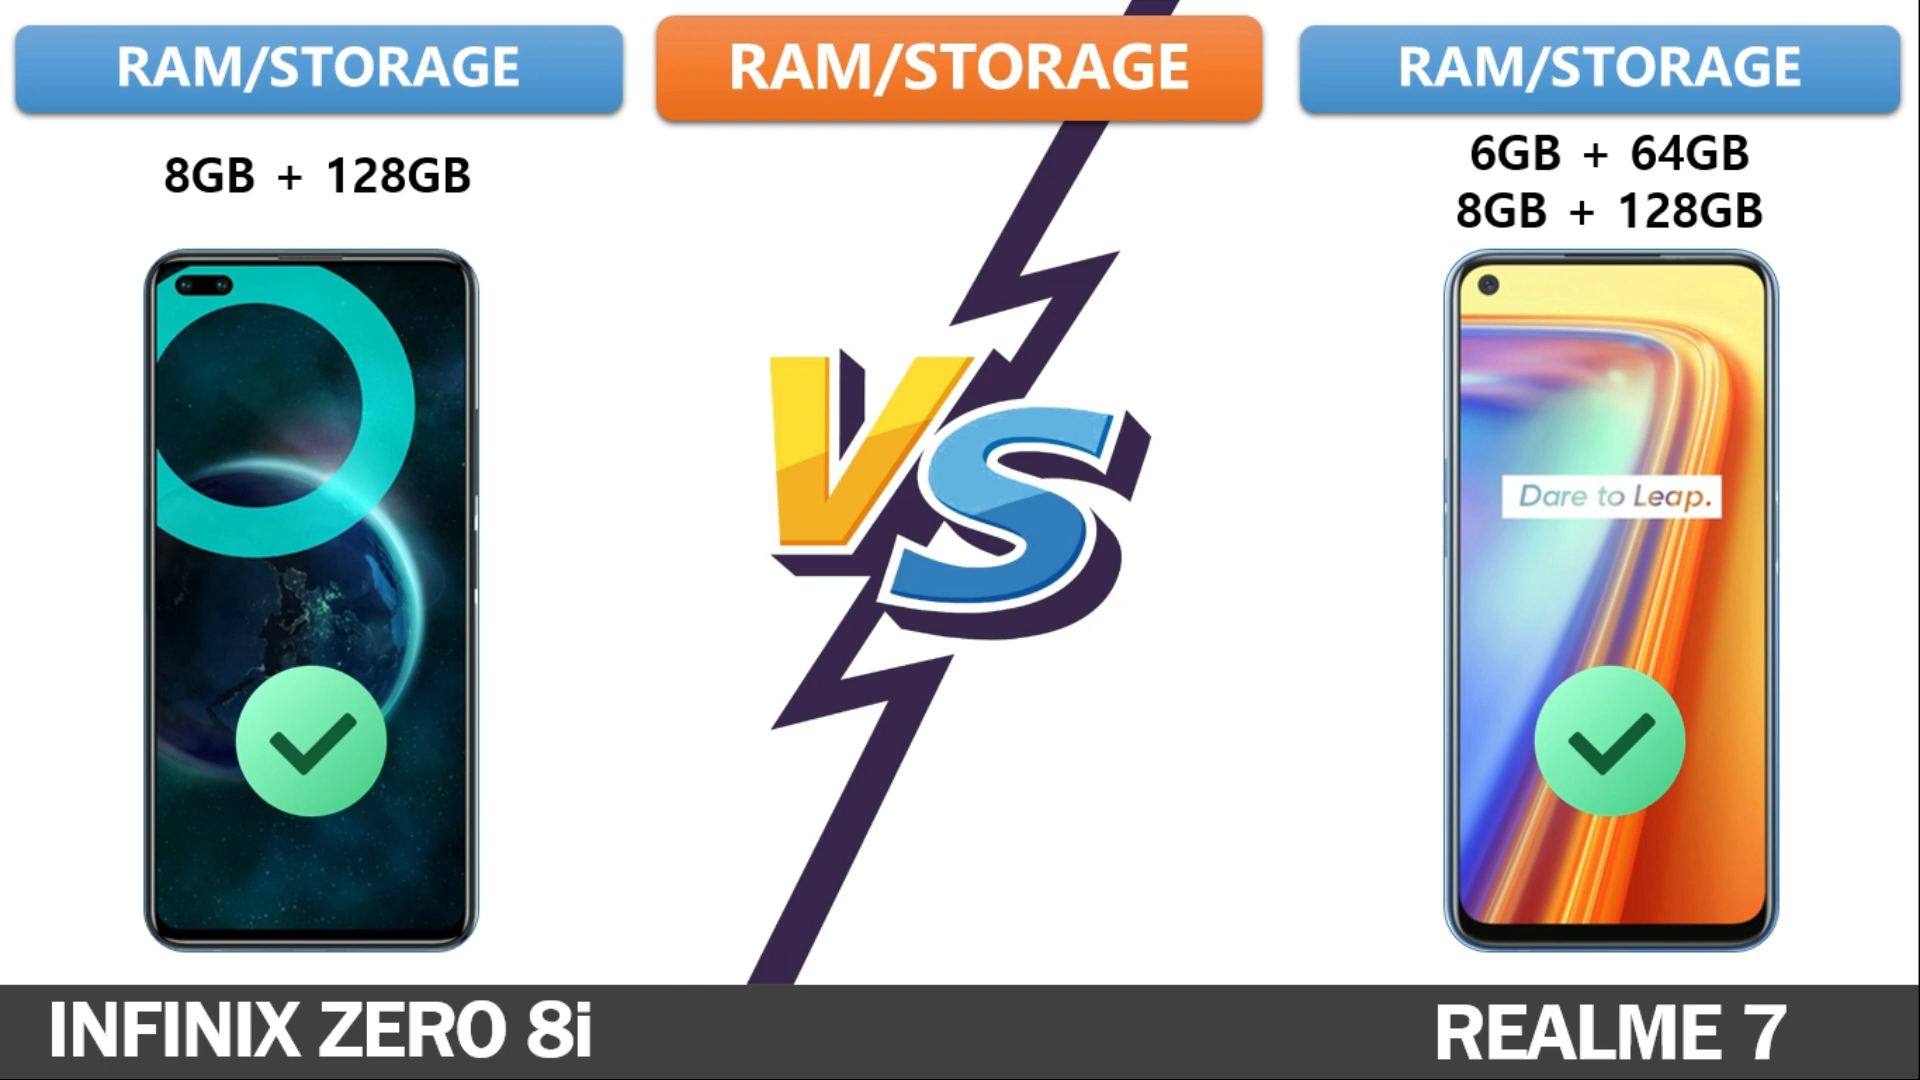 RAM/STORAGE
RAM/STORAGE
RAM/STORAGE
8GB + 128GB
6GB + 64GB
8GB + 128GB
VS
Dare to Leap.
INFINIX ZERO 8i
REALME 7